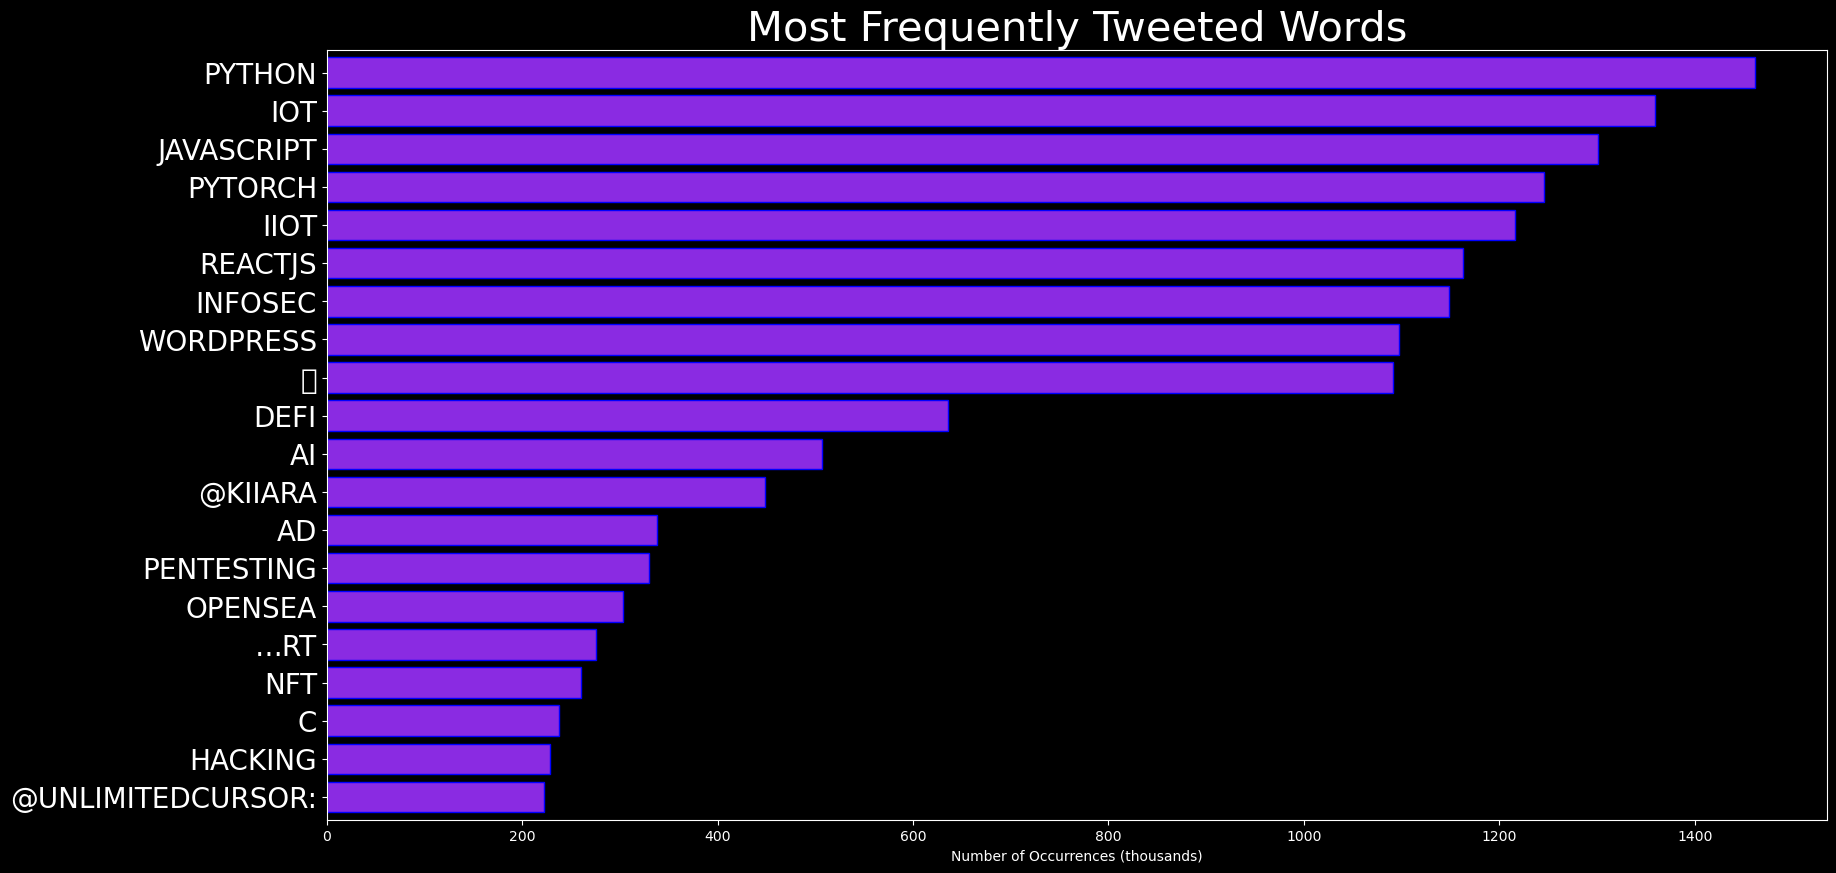 Most Frequently Tweeted Words
PYTHON
IOT
JAVASCRIPT
PYTORCH
IIOT
REACTJS
INFOSEC
WORDPRESS
DEFI
AI
@KIIARA
AD
PENTESTING
OPENSEA
…RT
NFT
C
HACKING
@UNLIMITEDCURSOR:
0 200 400 600 800 1000 1200 1400
Number of Occurrences (thousands)